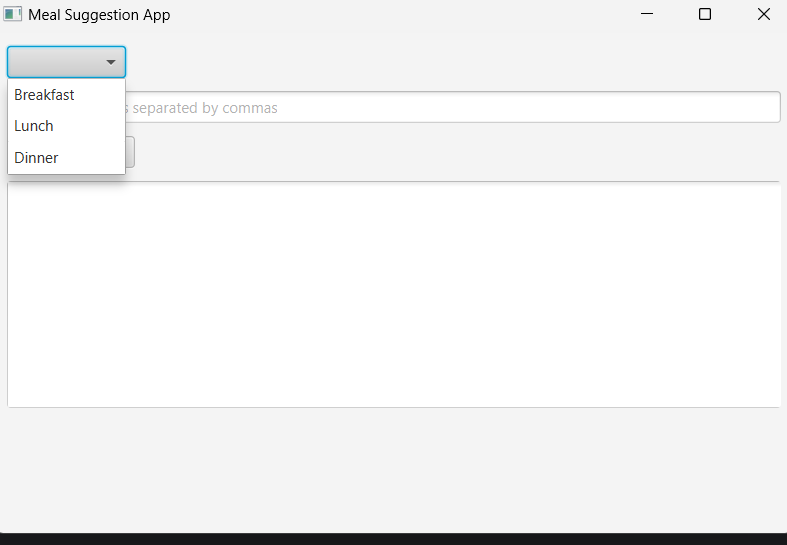 Meal Suggestion App
Breakfast
separated by commas
Lunch
Dinner